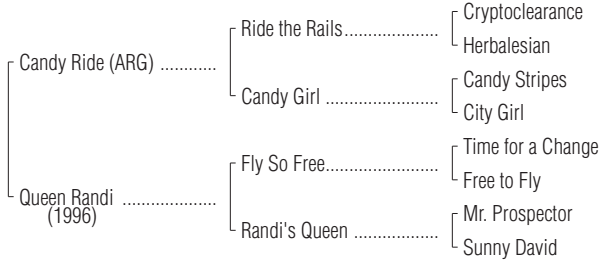 Cryptoclearance
Ride the Rails....................
Herbalesian
Candy Ride (ARG) ............
Candy Stripes
Candy Girl ........................
City Girl
Time for a Change
Fly So Free........................
Free to Fly
Queen Randi ....................
(1996)
Mr. Prospector
Randi's Queen ..................
Sunny David